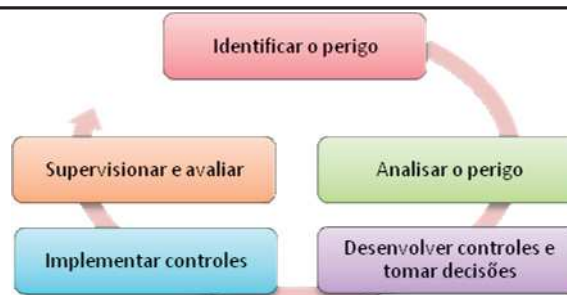 Identificar o perigo
Analisar o perigo
Desenvolver controles e
tomar decisões
Implementar controles
Supervisionar e avaliar